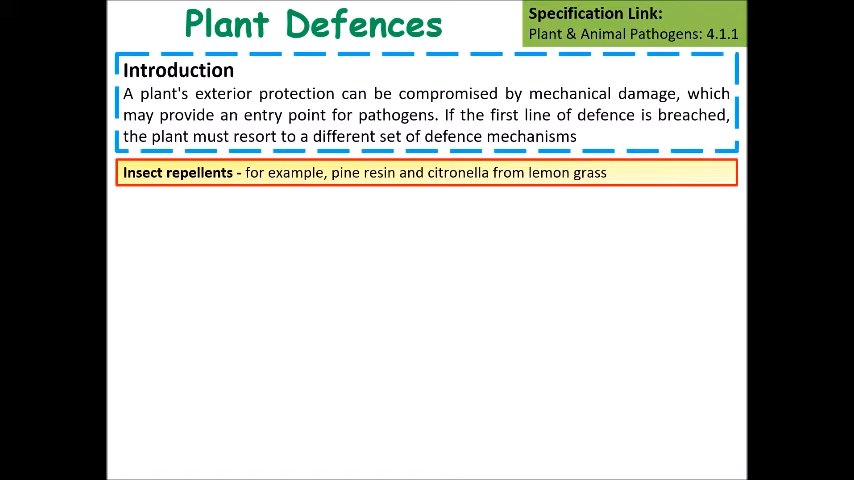 Plant Defences
Specification Link:
Plant & Animal Pathogens: 4.1.1
Introduction
A plant's exterior protection can be compromised by mechanical damage, which
may provide an entry point for pathogens. If the first line of defence is breached,
the plant must resort to a different set of defence mechanisms
Insect repellents - for example, pine resin and citronella from lemon grass